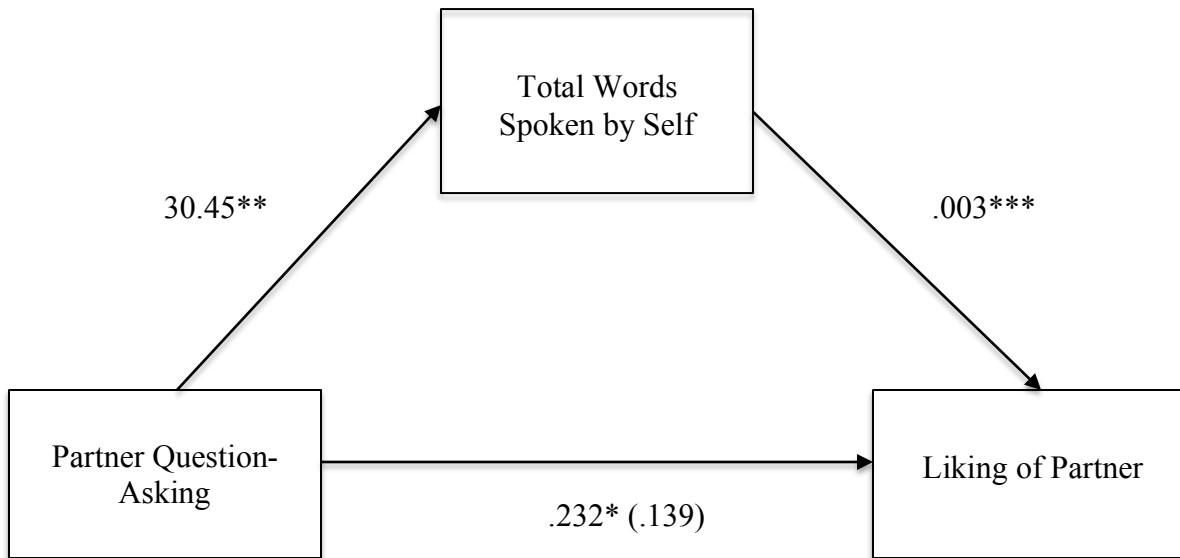 Total Words
Spoken by Self
30.45**
.003***
Partner Question-
Asking
Liking of Partner
.232* (.139)